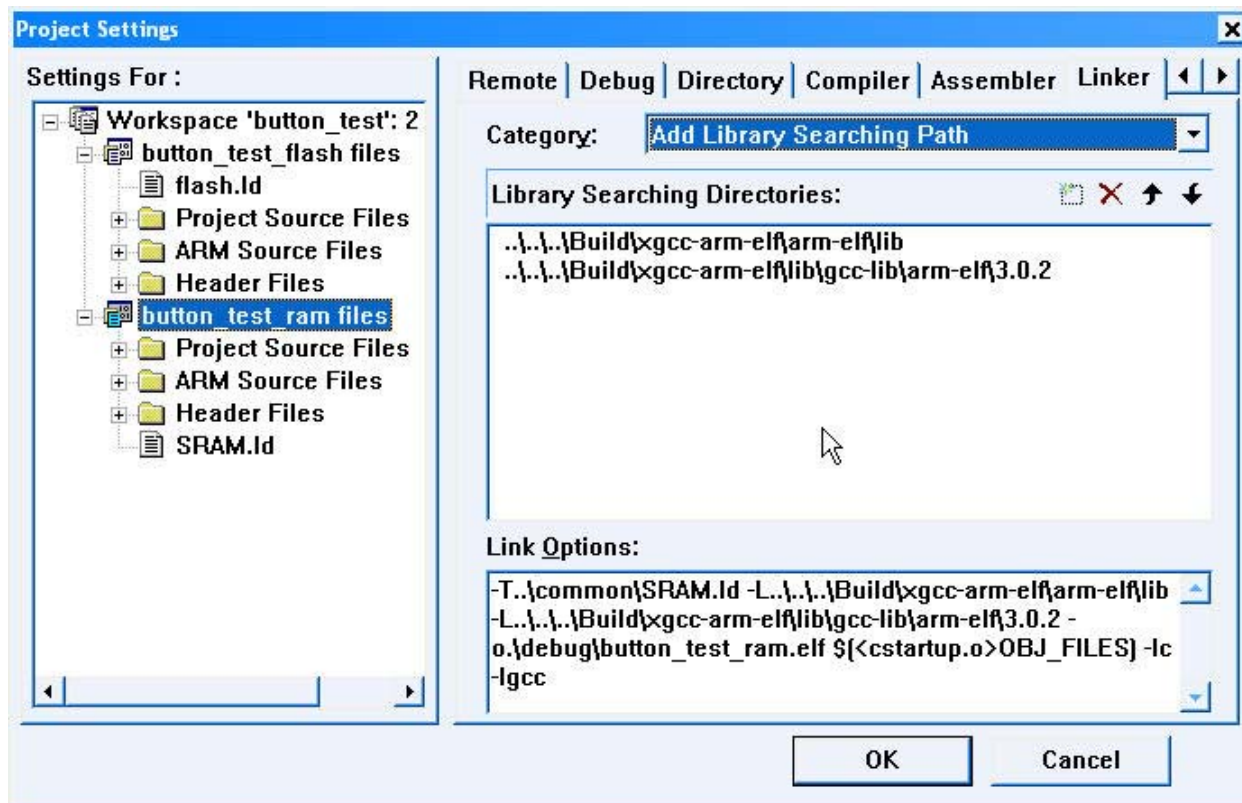 Project Settings
Settings For :
Workspace 'button_test': 2
button_test_flash files
flash.ld
Project Source Files
ARM Source Files
Header Files
button_test_ram files
Project Source Files
ARM Source Files
Header Files
SRAM.ld
Remote Debug Directory Compiler Assembler Linker
Category: Add Library Searching Path
Library Searching Directories:
..\..\..\Build\xgcc-arm-elf\arm-elf\lib
..\..\..\Build\xgcc-arm-elf\lib\gcc-lib\arm-elf\3.0.2
Link Options:
-T..\common\SRAM.ld -L..\..\..\Build\xgcc-arm-elf\arm-elf\lib
-L..\..\..\Build\xgcc-arm-elf\lib\gcc-lib\arm-elf\3.0.2 -
o.\debug\button_test_ram.elf $(<cstartup.o>OBJ_FILES) -lc
-lgcc
OK Cancel